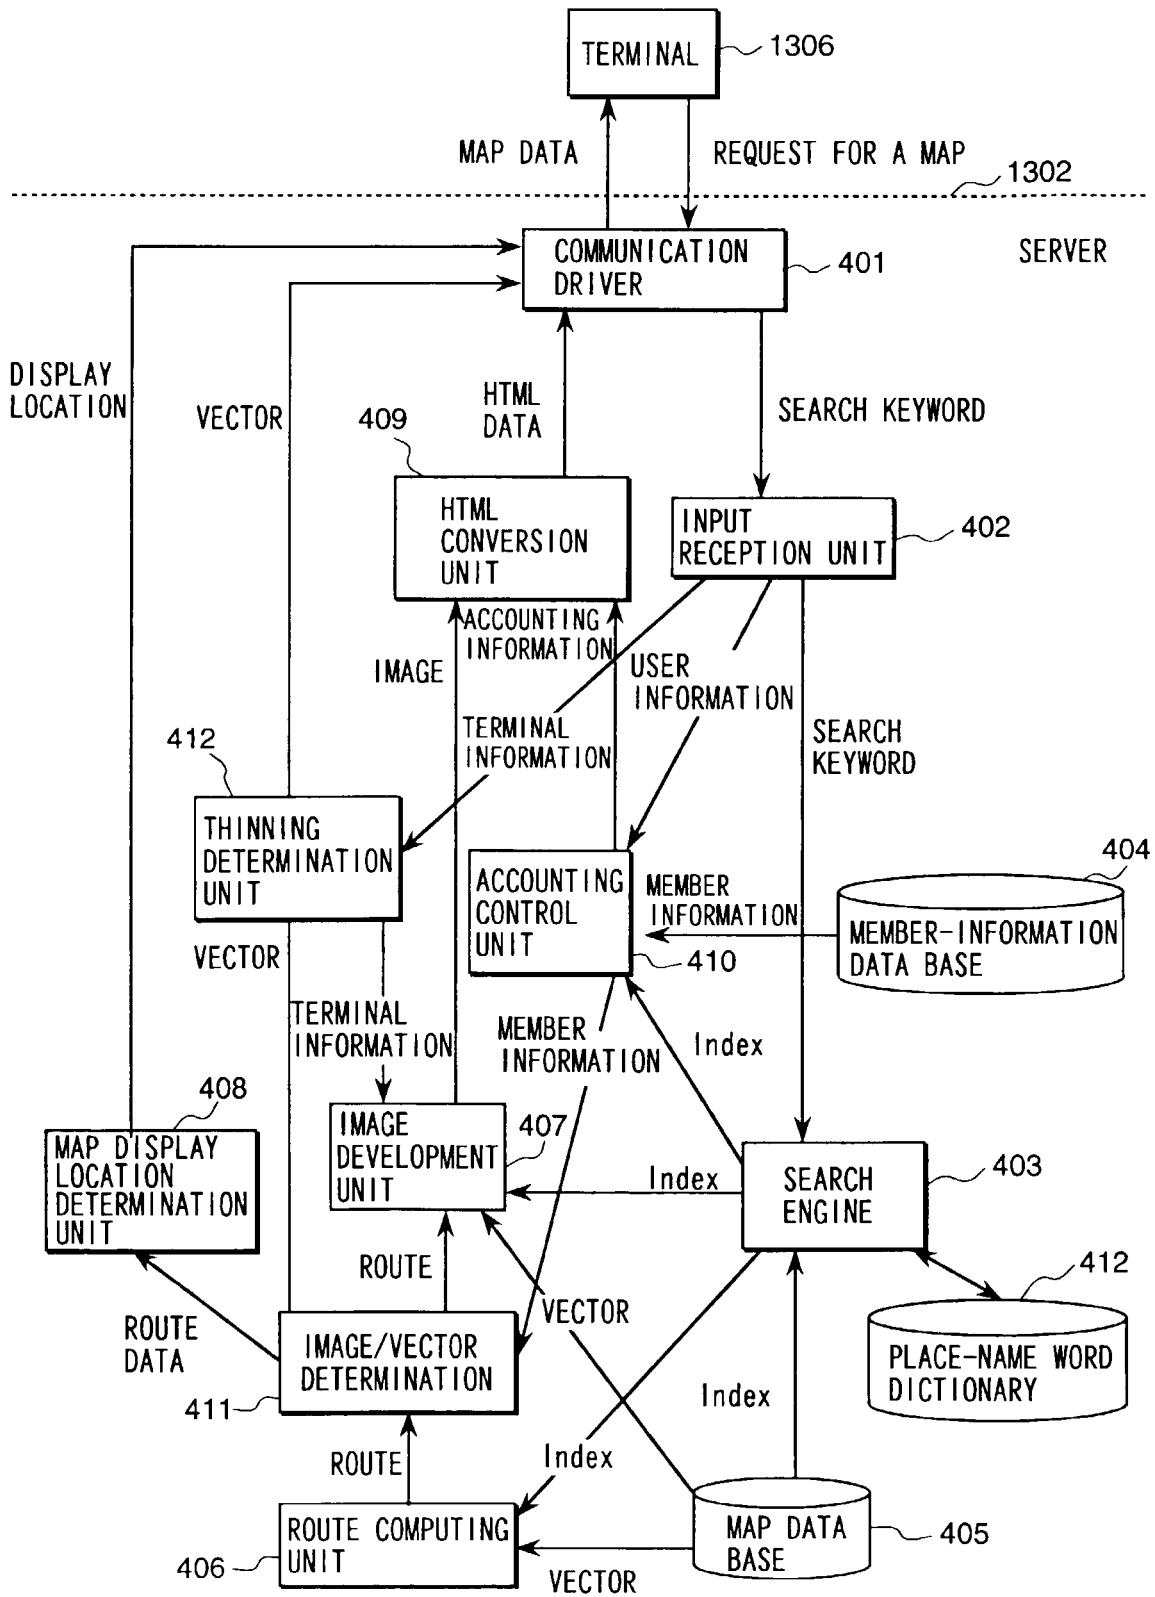 TERMINAL
1306
MAP DATA
REQUEST FOR A MAP
1302
SERVER
COMMUNICATION
DRIVER
401
DISPLAY
LOCATION
VECTOR
HTML
DATA
SEARCH KEYWORD
409
HTML
CONVERSION
UNIT
INPUT
RECEPTION UNIT
402
ACCOUNTING
INFORMATION
IMAGE
USER
INFORMATION
TERMINAL
INFORMATION
SEARCH
KEYWORD
412
THINNING
DETERMINATION
UNIT
ACCOUNTING
CONTROL
UNIT
410
MEMBER
INFORMATION
404
MEMBER-INFORMATION
DATA BASE
VECTOR
TERMINAL
INFORMATION
MEMBER
INFORMATION
Index
408
MAP DISPLAY
LOCATION
DETERMINATION
UNIT
IMAGE
DEVELOPMENT
UNIT
407
Index
SEARCH
ENGINE
403
ROUTE
VECTOR
412
PLACE-NAME WORD
DICTIONARY
ROUTE
DATA
IMAGE/VECTOR
DETERMINATION
411
Index
ROUTE
Index
ROUTE COMPUTING
UNIT
406
VECTOR
MAP DATA
BASE
405